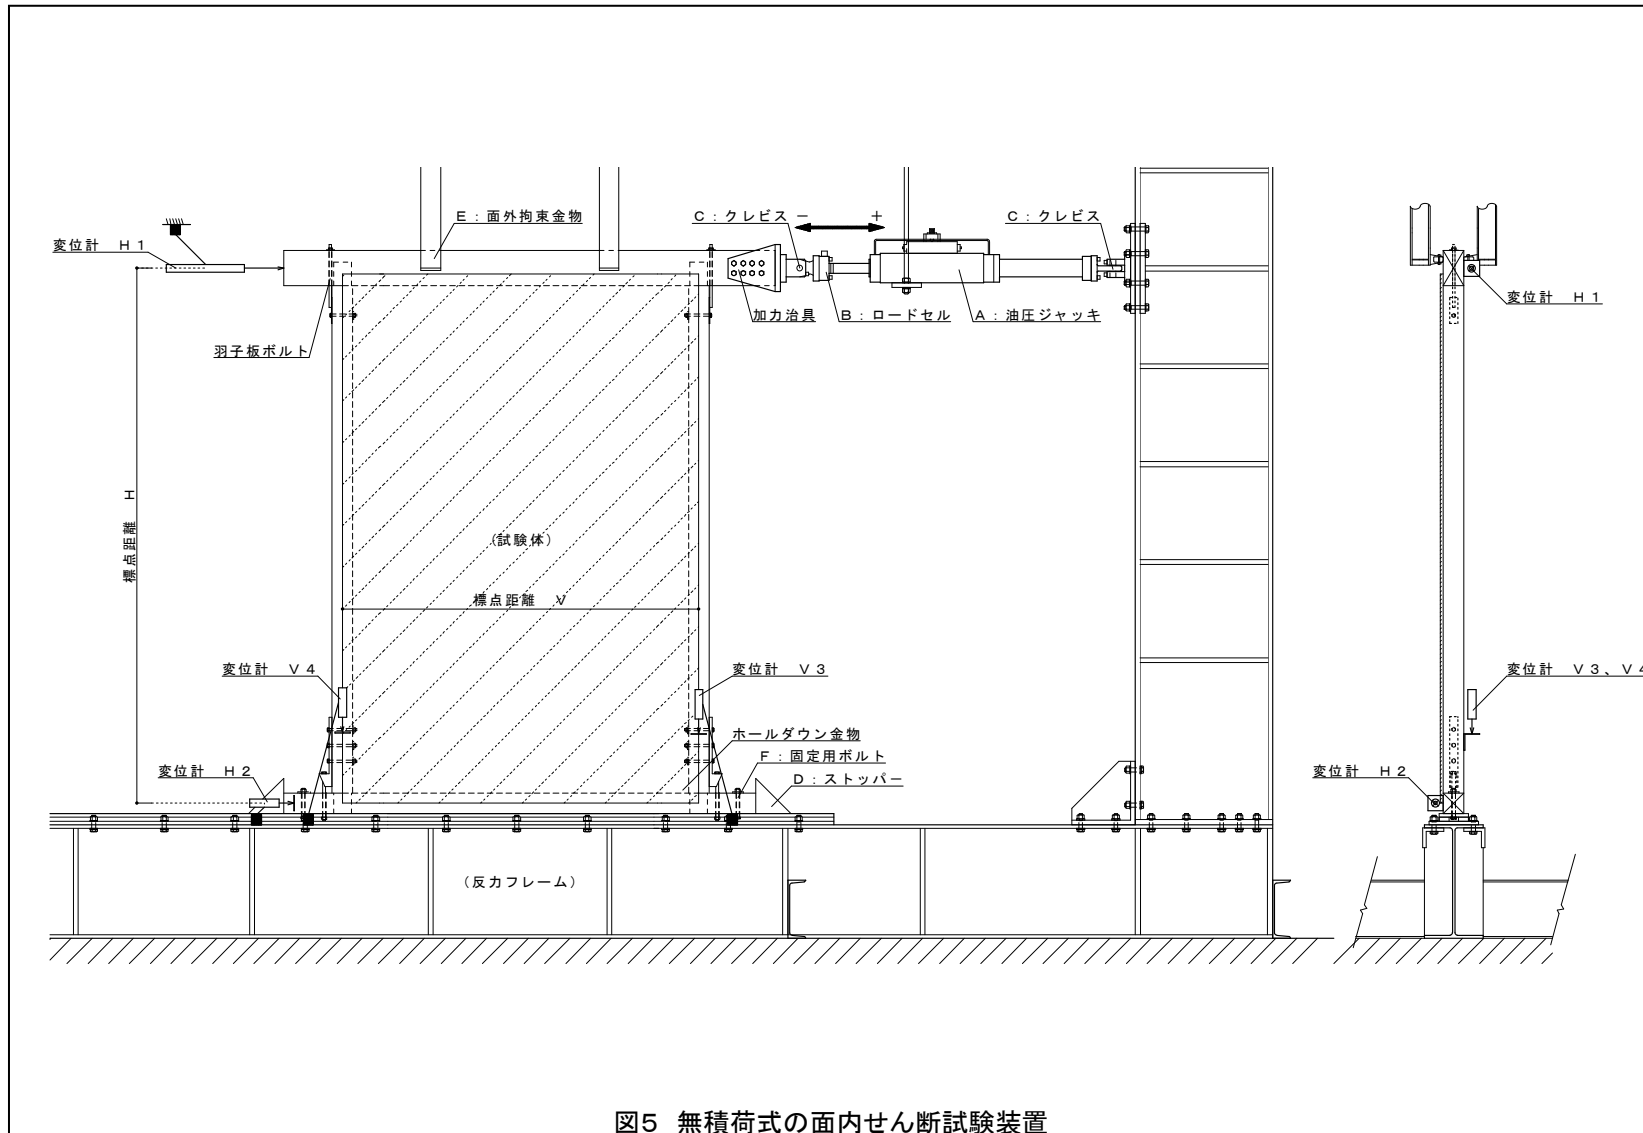 E：面外拘束金物
C：クレビス
−
＋
C：クレビス
変位計　Ｈ１
変位計　Ｈ１
加力治具
B：ロードセル
A：油圧ジャッキ
羽子板ボルト
標点距離　Ｈ
（試験体）
標点距離　Ｖ
変位計　Ｖ４
変位計　Ｖ３
変位計　Ｖ３、Ｖ４
ホールダウン金物
F：固定用ボルト
変位計　Ｈ２
D：ストッパー
変位計　Ｈ２
（反力フレーム）
図5　無積荷式の面内せん断試験装置